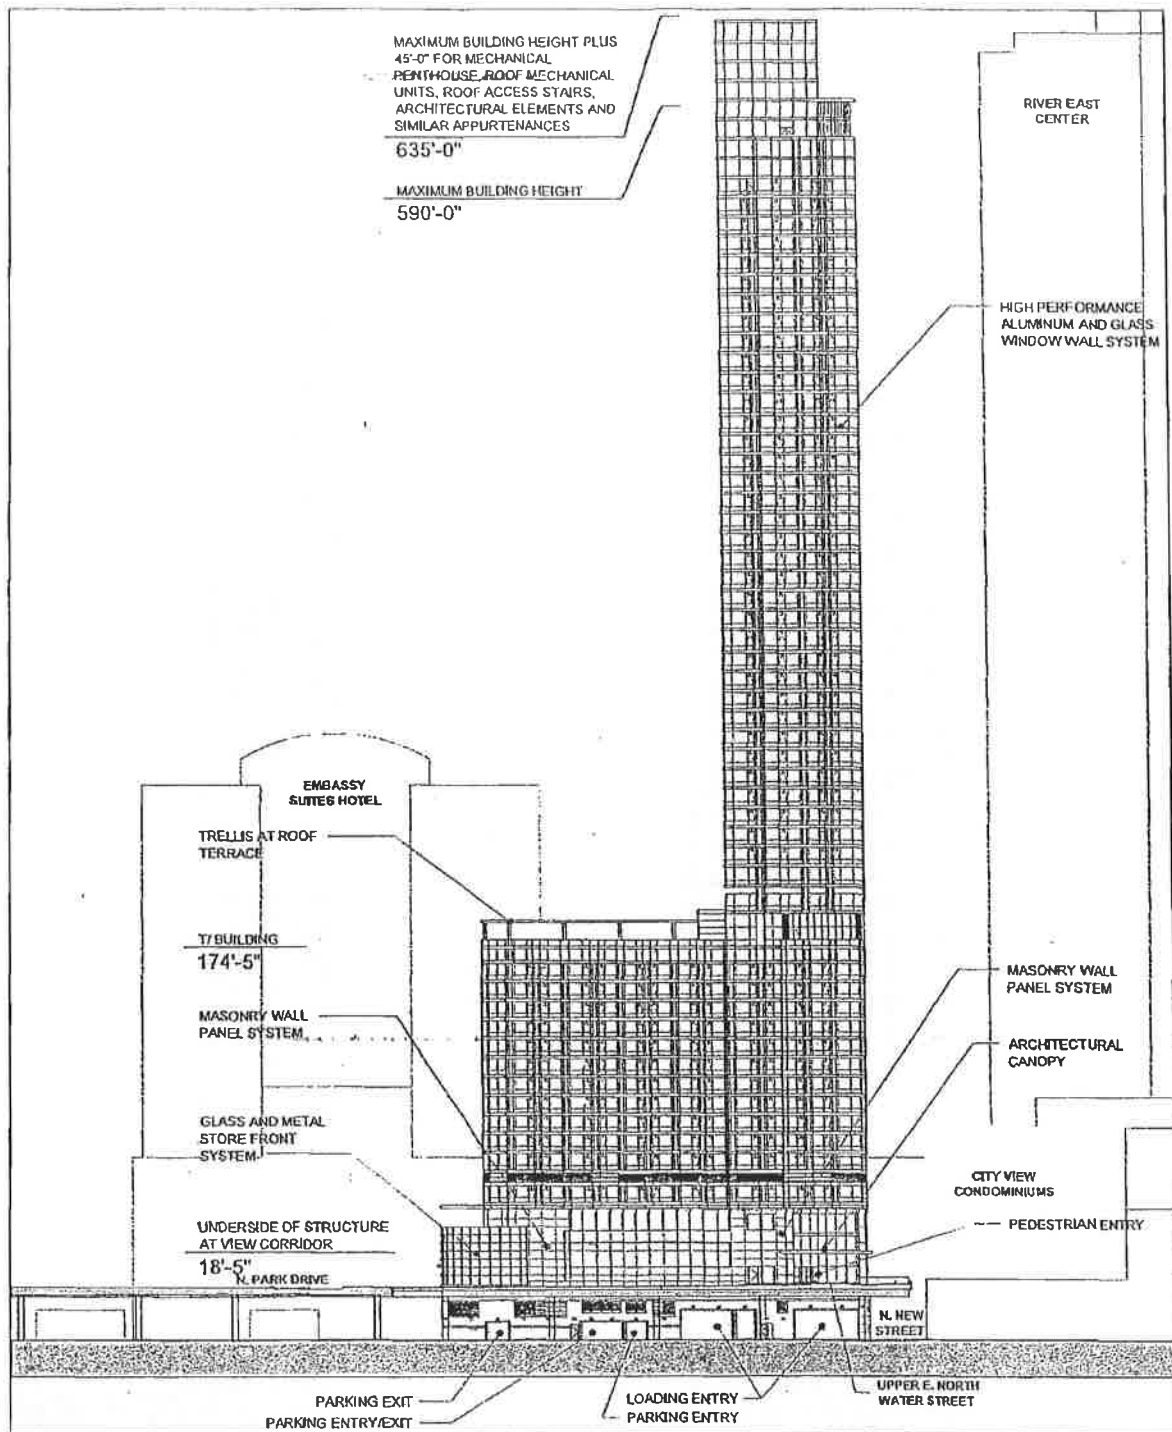 MAXIMUM BUILDING HEIGHT PLUS
45'-0" FOR MECHANICAL
PENTHOUSE, ROOF MECHANICAL
UNITS, ROOF ACCESS STAIRS,
ARCHITECTURAL ELEMENTS AND
SIMILAR APPURTENANCES
635'-0"
MAXIMUM BUILDING HEIGHT
590'-0"
RIVER EAST
CENTER
HIGH PERFORMANCE
ALUMINUM AND GLASS
WINDOW WALL SYSTEM
EMBASSY
SUITES HOTEL
TRELLIS AT ROOF
TERRACE
T/ BUILDING
174'-5"
MASONRY WALL
PANEL SYSTEM
MASONRY WALL
PANEL SYSTEM
ARCHITECTURAL
CANOPY
GLASS AND METAL
STORE FRONT
SYSTEM
CITY VIEW
CONDOMINIUMS
PEDESTRIAN ENTRY
UNDERSIDE OF STRUCTURE
AT VIEW CORRIDOR
18'-5"
N. PARK DRIVE
N. NEW
STREET
PARKING EXIT
PARKING ENTRY/EXIT
LOADING ENTRY
PARKING ENTRY
UPPER E. NORTH
WATER STREET